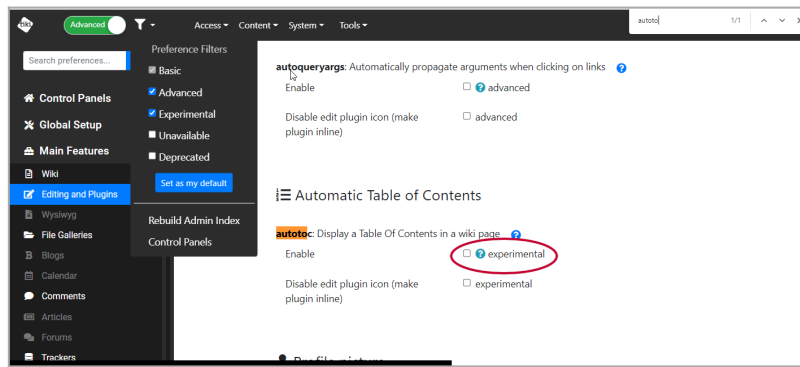 tiki Advanced Access Content System Tools
autoto 1/1
Search preferences...
Control Panels
Global Setup
Main Features
Wiki
Editing and Plugins
Wysiwyg
File Galleries
Blogs
Calendar
Comments
Articles
Forums
Trackers
Preference Filters
Basic
Advanced
Experimental
Unavailable
Deprecated
Set as my default
Rebuild Admin Index
Control Panels
autoqueryargs: Automatically propagate arguments when clicking on links ?
Enable ? advanced
Disable edit plugin icon (make advanced
plugin inline)
Automatic Table of Contents
autotoc: Display a Table Of Contents in a wiki page ?
Enable ? experimental
Disable edit plugin icon (make experimental
plugin inline)
Profile picture